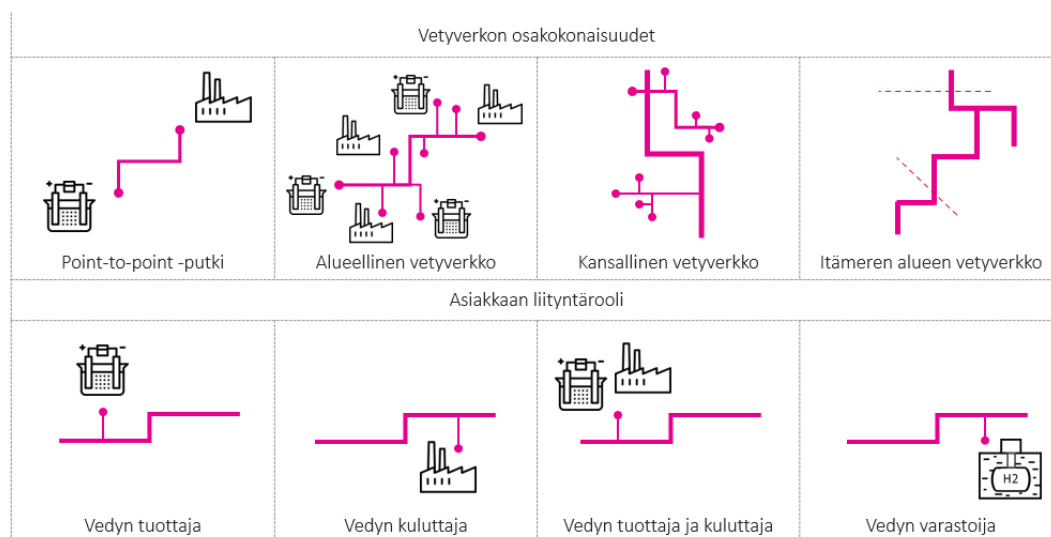 Vetyverkon osakokonaisuudet
+ -
+ -
+ -
+ -
Point-to-point -putki
Alueellinen vetyverkko
Kansallinen vetyverkko
Itämeren alueen vetyverkko
Asiakkaan liityntärooli
+ -
+ -
H2
Vedyn tuottaja
Vedyn kuluttaja
Vedyn tuottaja ja kuluttaja
Vedyn varastoija